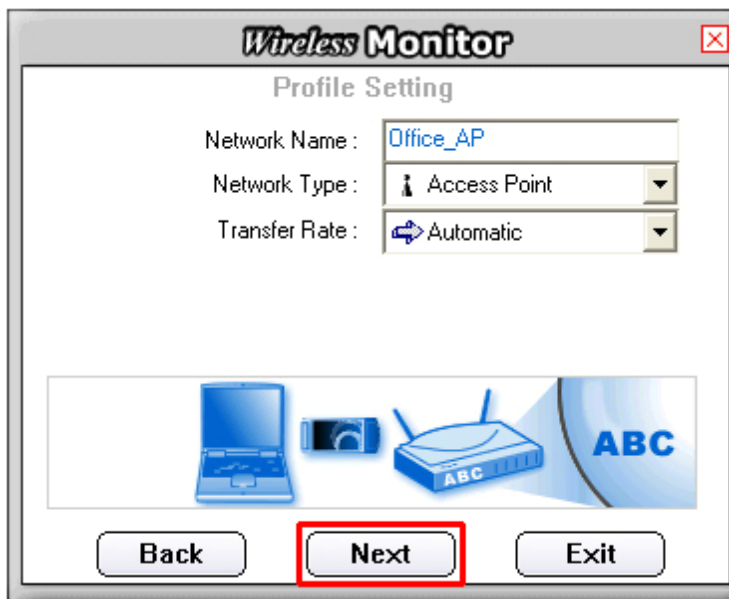 Wireless Monitor
Profile Setting
Network Name : Office_AP
Network Type : Access Point
Transfer Rate : Automatic
ABC ABC
Back Next Exit